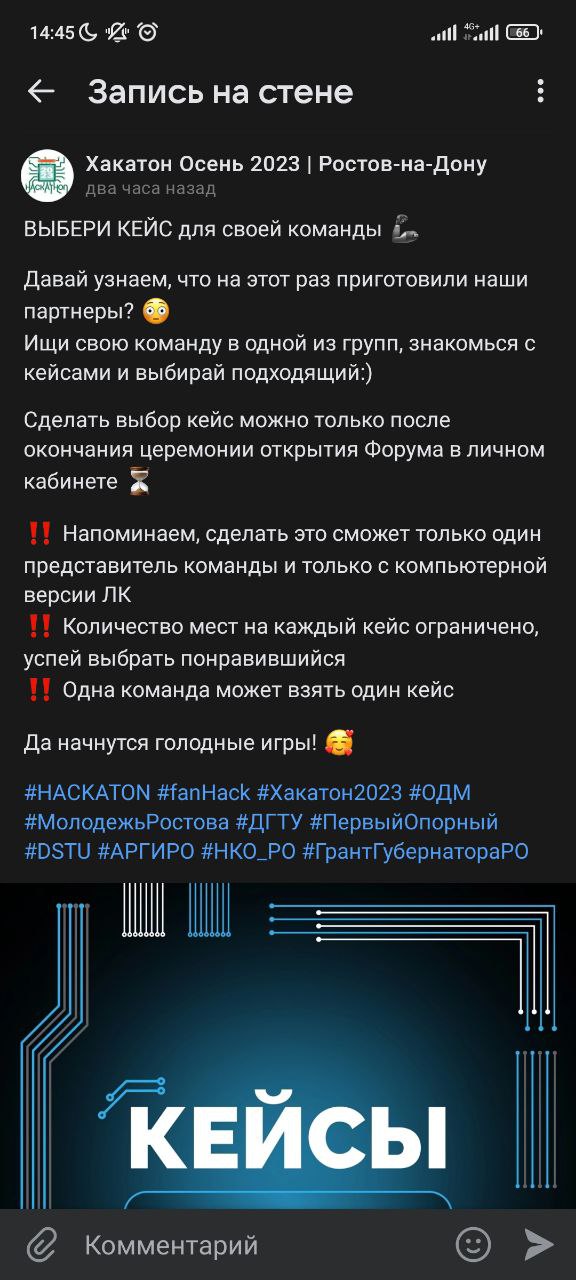 14:45 4G+ 66
Запись на стене
HACKATHON
Хакатон Осень 2023 | Ростов-на-Дону
два часа назад
ВЫБЕРИ КЕЙС для своей команды 🦾
Давай узнаем, что на этот раз приготовили наши
партнеры? 😳
Ищи свою команду в одной из групп, знакомься с
кейсами и выбирай подходящий:)
Сделать выбор кейс можно только после
окончания церемонии открытия Форума в личном
кабинете ⏳
‼️ Напоминаем, сделать это сможет только один
представитель команды и только с компьютерной
версии ЛК
‼️ Количество мест на каждый кейс ограничено,
успей выбрать понравившийся
‼️ Одна команда может взять один кейс
Да начнутся голодные игры! 🥰
#HACKATON #fanHack #Хакатон2023 #ОДМ
#МолодежьРостова #ДГТУ #ПервыйОпорный
#DSTU #АРГИРО #НКО_РО #ГрантГубернатораРО
КЕЙСЫ
Комментарий